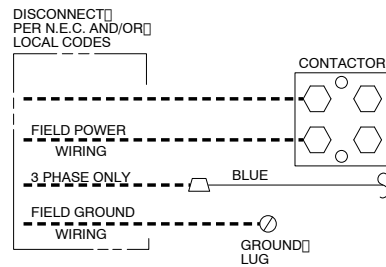 DISCONNECT
PER N.E.C. AND/OR
LOCAL CODES
CONTACTOR
FIELD POWER
WIRING
3 PHASE ONLY
BLUE
FIELD GROUND
WIRING
GROUND
LUG